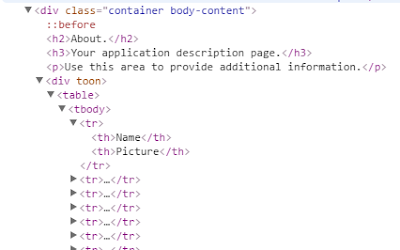 <div class="container body-content">
::before
<h2>About.</h2>
<h3>Your application description page.</h3>
<p>Use this area to provide additional information.</p>
<div toon>
<table>
<tbody>
<tr>
<th>Name</th>
<th>Picture</th>
</tr>
<tr>…</tr>
<tr>…</tr>
<tr>…</tr>
<tr>…</tr>
<tr>…</tr>